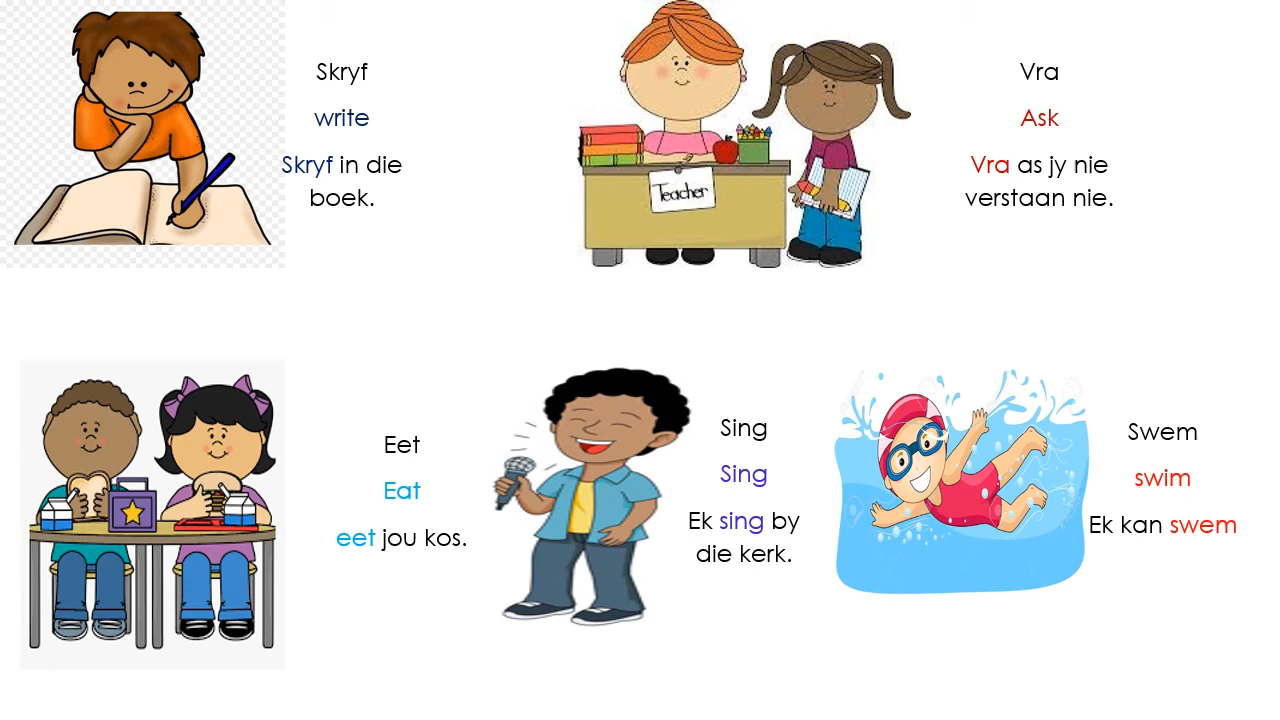 Skryf
write
Skryf in die
boek.
Teacher
Vra
Ask
Vra as jy nie
verstaan nie.
Eet
Eat
eet jou kos.
Sing
Sing
Ek sing by
die kerk.
Swem
swim
Ek kan swem